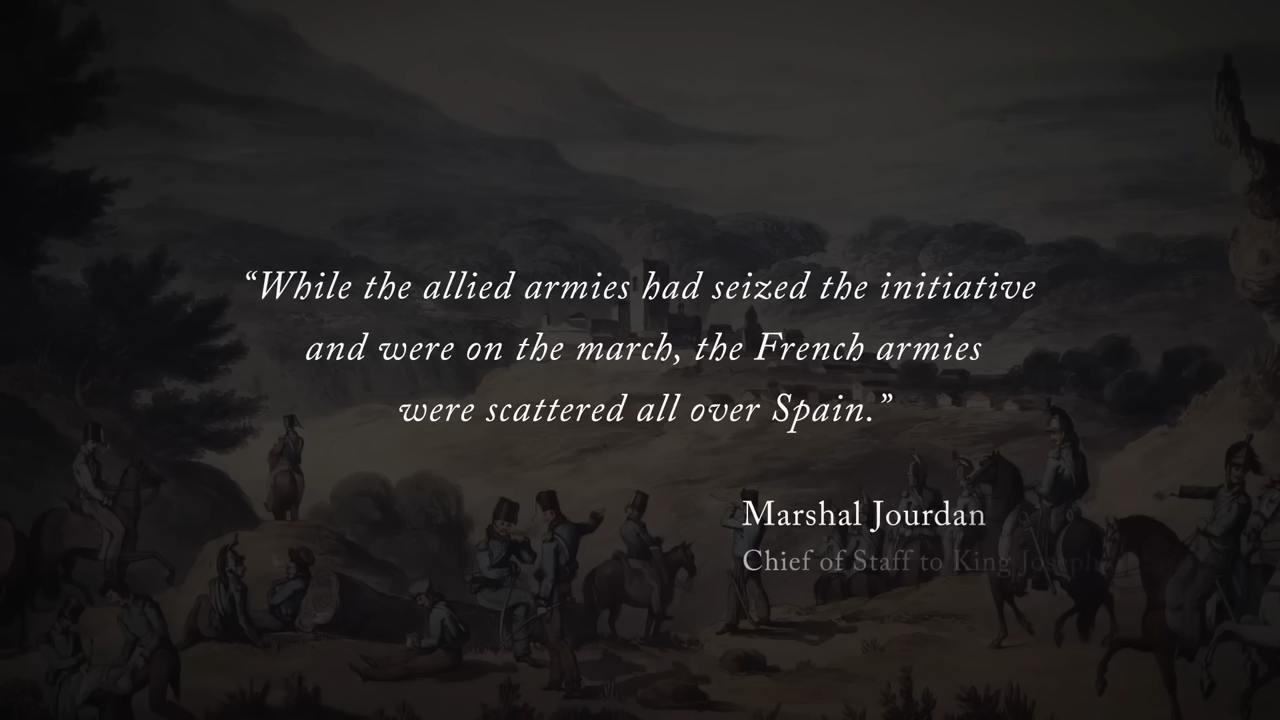 “While the allied armies had seized the initiative
and were on the march, the French armies
were scattered all over Spain.”
Marshal Jourdan
Chief of Staff to King Joseph